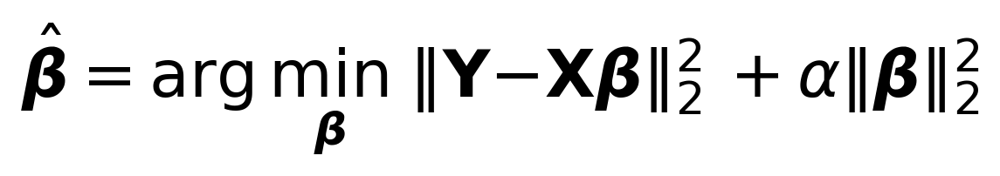 𝜷̂ = arg min_𝜷 ‖𝐘−𝐗𝜷‖₂² + α‖𝜷‖₂²